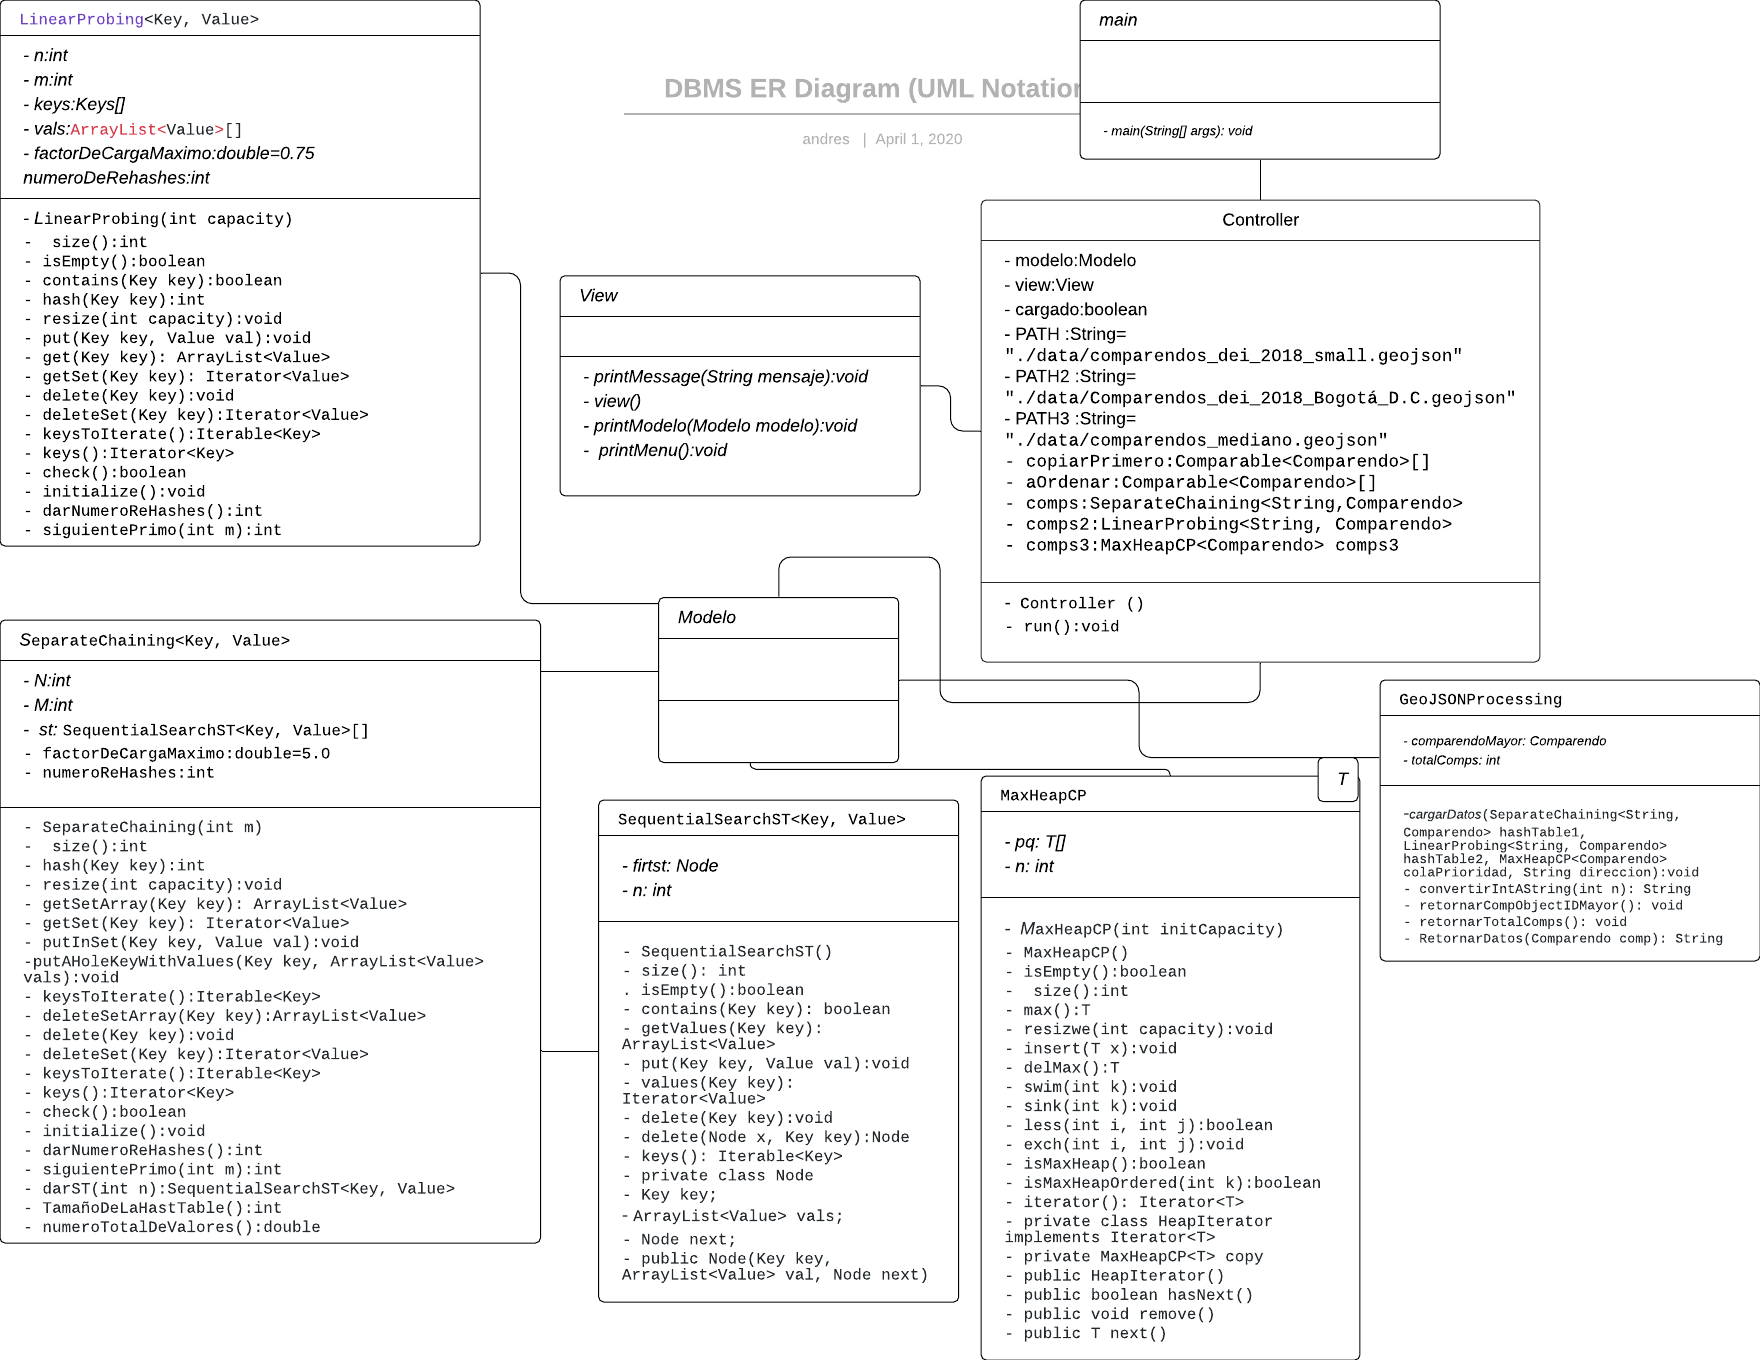 LinearProbing<Key, Value>
- n:int
- m:int
- keys:Keys[]
- vals:ArrayList<Value>[]
- factorDeCargaMaximo:double=0.75
numeroDeRehashes:int
- LinearProbing(int capacity)
- size():int
- isEmpty():boolean
- contains(Key key):boolean
- hash(Key key):int
- resize(int capacity):void
- put(Key key, Value val):void
- get(Key key): ArrayList<Value>
- getSet(Key key): Iterator<Value>
- delete(Key key):void
- deleteSet(Key key):Iterator<Value>
- keysToIterate():Iterable<Key>
- keys():Iterator<Key>
- check():boolean
- initialize():void
- darNumeroReHashes():int
- siguientePrimo(int m):int
DBMS ER Diagram (UML Notation
andres | April 1, 2020
main
- main(String[] args): void
View
- printMessage(String mensaje):void
- view()
- printModelo(Modelo modelo):void
- printMenu():void
Controller
- modelo:Modelo
- view:View
- cargado:boolean
- PATH :String=
"./data/comparendos_dei_2018_small.geojson"
- PATH2 :String=
"./data/Comparendos_dei_2018_Bogotá_D.C.geojson"
- PATH3 :String=
"./data/comparendos_mediano.geojson"
- copiarPrimero:Comparable<Comparendo>[]
- aOrdenar:Comparable<Comparendo>[]
- comps:SeparateChaining<String,Comparendo>
- comps2:LinearProbing<String, Comparendo>
- comps3:MaxHeapCP<Comparendo> comps3
- Controller ()
- run():void
Modelo
SeparateChaining<Key, Value>
- N:int
- M:int
- st: SequentialSearchST<Key, Value>[]
- factorDeCargaMaximo:double=5.0
- numeroReHashes:int
- SeparateChaining(int m)
- size():int
- hash(Key key):int
- resize(int capacity):void
- getSetArray(Key key): ArrayList<Value>
- getSet(Key key): Iterator<Value>
- putInSet(Key key, Value val):void
-putAHoleKeyWithValues(Key key, ArrayList<Value>
vals):void
- keysToIterate():Iterable<Key>
- deleteSetArray(Key key):ArrayList<Value>
- delete(Key key):void
- deleteSet(Key key):Iterator<Value>
- keysToIterate():Iterable<Key>
- keys():Iterator<Key>
- check():boolean
- initialize():void
- darNumeroReHashes():int
- siguientePrimo(int m):int
- darST(int n):SequentialSearchST<Key, Value>
- TamañoDeLaHastTable():int
- numeroTotalDeValores():double
SequentialSearchST<Key, Value>
- firtst: Node
- n: int
- SequentialSearchST()
- size(): int
. isEmpty():boolean
- contains(Key key): boolean
- getValues(Key key):
ArrayList<Value>
- put(Key key, Value val):void
- values(Key key):
Iterator<Value>
- delete(Key key):void
- delete(Node x, Key key):Node
- keys(): Iterable<Key>
- private class Node
- Key key;
- ArrayList<Value> vals;
- Node next;
- public Node(Key key,
ArrayList<Value> val, Node next)
T
MaxHeapCP
- pq: T[]
- n: int
- MaxHeapCP(int initCapacity)
- MaxHeapCP()
- isEmpty():boolean
- size():int
- max():T
- resizwe(int capacity):void
- insert(T x):void
- delMax():T
- swim(int k):void
- sink(int k):void
- less(int i, int j):boolean
- exch(int i, int j):void
- isMaxHeap():boolean
- isMaxHeapOrdered(int k):boolean
- iterator(): Iterator<T>
- private class HeapIterator
implements Iterator<T>
- private MaxHeapCP<T> copy
- public HeapIterator()
- public boolean hasNext()
- public void remove()
- public T next()
GeoJSONProcessing
- comparendoMayor: Comparendo
- totalComps: int
-cargarDatos(SeparateChaining<String,
Comparendo> hashTable1,
LinearProbing<String, Comparendo>
hashTable2, MaxHeapCP<Comparendo>
colaPrioridad, String direccion):void
- convertirIntAString(int n): String
- retornarCompObjectIDMayor(): void
- retornarTotalComps(): void
- RetornarDatos(Comparendo comp): String